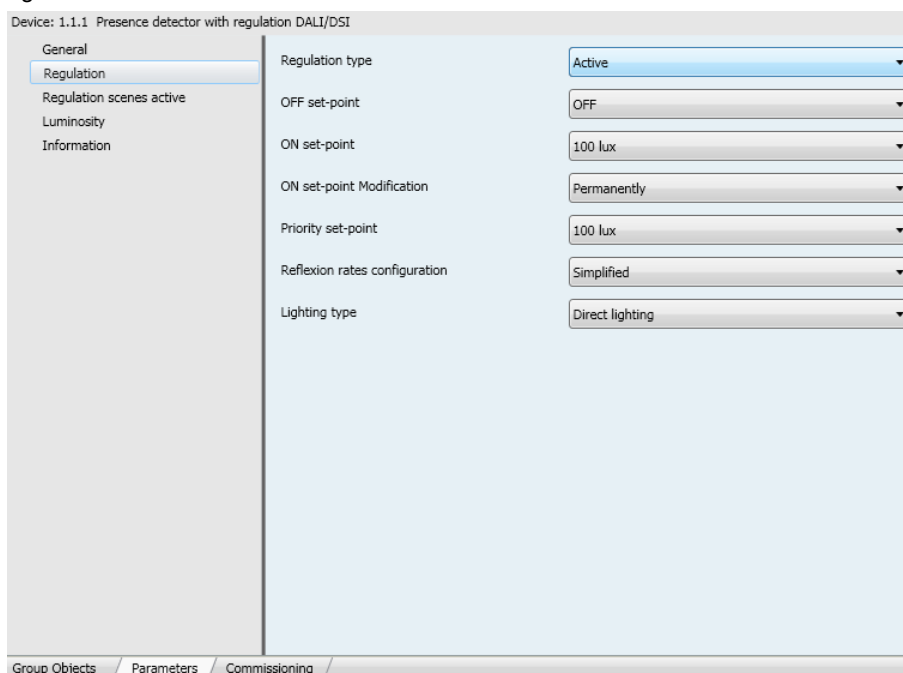 Device: 1.1.1 Presence detector with regulation DALI/DSI
General
Regulation
Regulation scenes active
Luminosity
Information
Regulation type Active
OFF set-point OFF
ON set-point 100 lux
ON set-point Modification Permanently
Priority set-point 100 lux
Reflexion rates configuration Simplified
Lighting type Direct lighting
Group Objects Parameters Commissioning